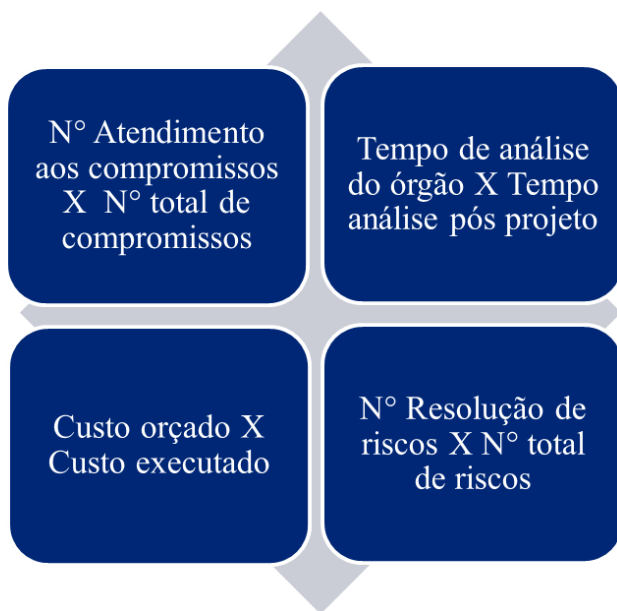 N° Atendimento
aos compromissos
X N° total de
compromissos
Tempo de análise
do órgão X Tempo
análise pós projeto
Custo orçado X
Custo executado
N° Resolução de
riscos X N° total
de riscos